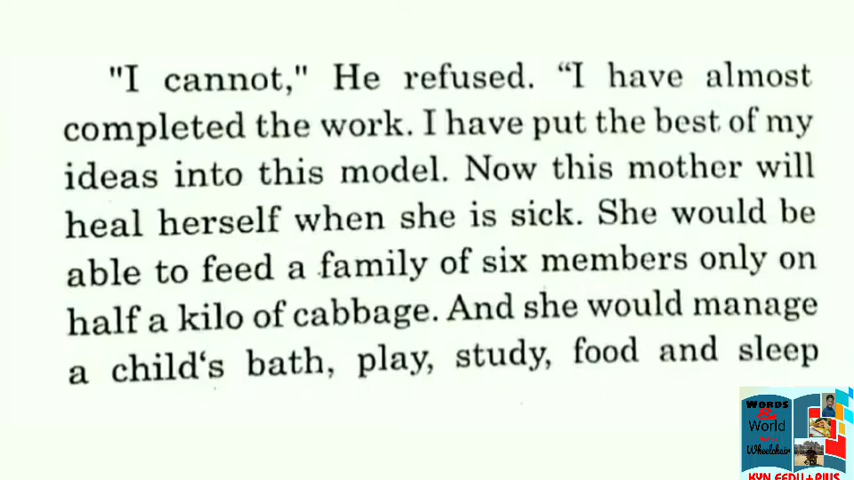 "I cannot," He refused. “I have almost
completed the work. I have put the best of my
ideas into this model. Now this mother will
heal herself when she is sick. She would be
able to feed a family of six members only on
half a kilo of cabbage. And she would manage
a child‘s bath, play, study, food and sleep
WORDS
World
Wheelchair